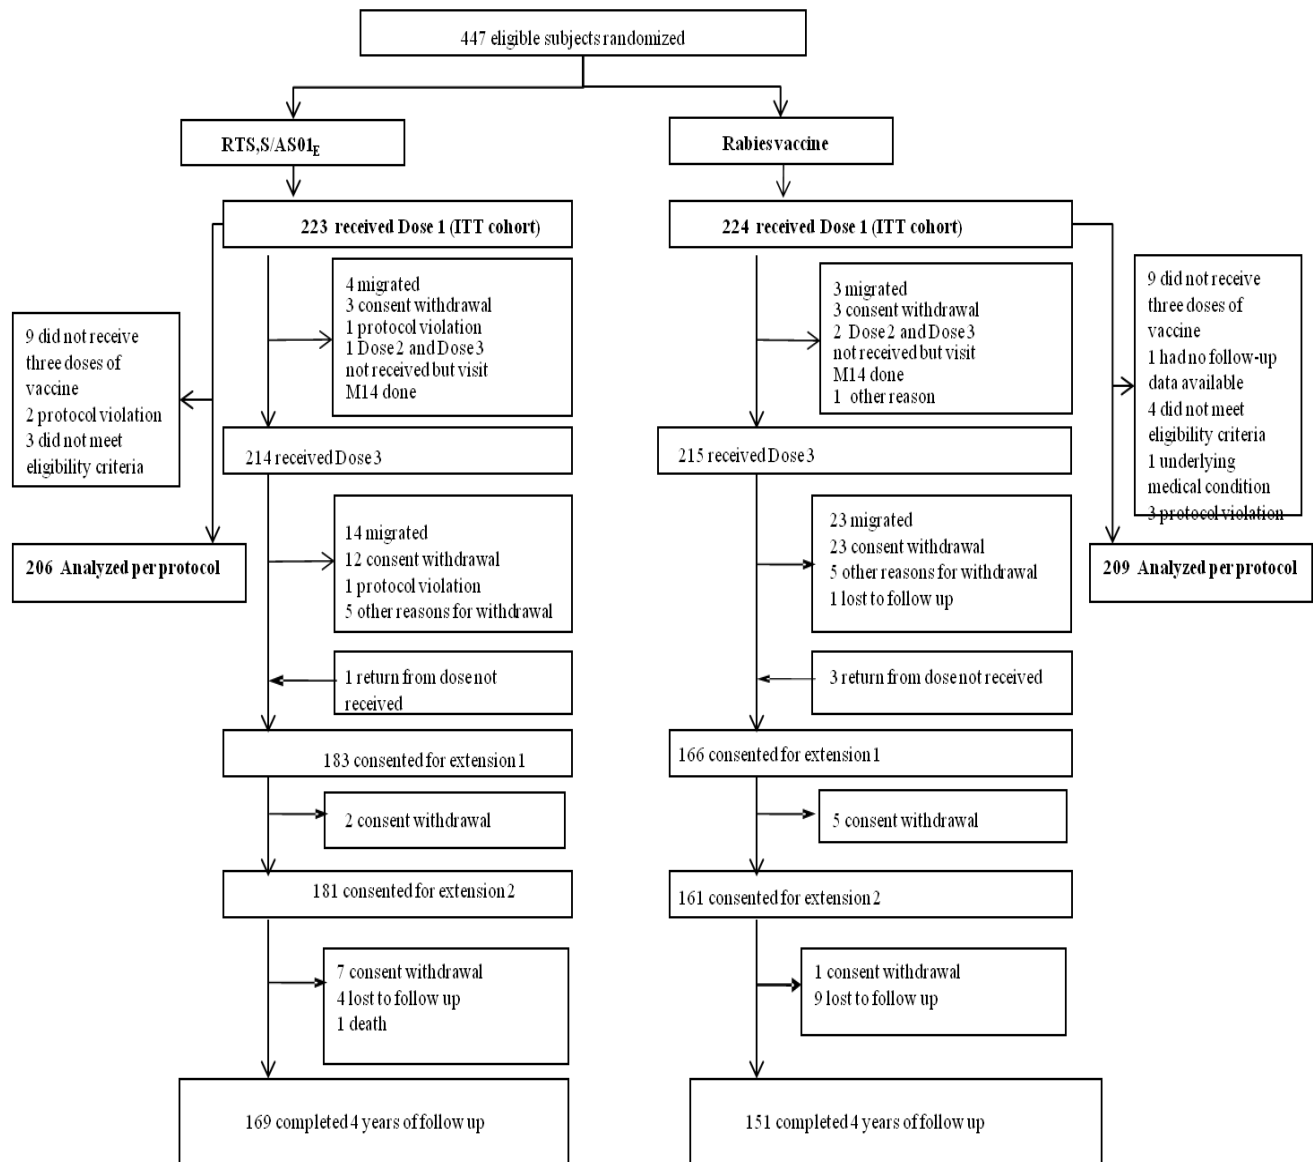 447 eligible subjects randomized
RTS,S/AS01E
Rabies vaccine
223 received Dose 1 (ITT cohort)
224 received Dose 1 (ITT cohort)
4 migrated
3 consent withdrawal
1 protocol violation
1 Dose 2 and Dose 3
not received but visit
M14 done
3 migrated
3 consent withdrawal
2 Dose 2 and Dose 3
not received but visit
M14 done
1 other reason
9 did not receive
three doses of
vaccine
2 protocol violation
3 did not meet
eligibility criteria
9 did not receive
three doses of
vaccine
1 had no follow-up
data available
4 did not meet
eligibility criteria
1 underlying
medical condition
3 protocol violation
214 received Dose 3
215 received Dose 3
206 Analyzed per protocol
14 migrated
12 consent withdrawal
1 protocol violation
5 other reasons for withdrawal
23 migrated
23 consent withdrawal
5 other reasons for withdrawal
1 lost to follow up
209 Analyzed per protocol
1 return from dose not
received
3 return from dose not received
183 consented for extension 1
166 consented for extension 1
2 consent withdrawal
5 consent withdrawal
181 consented for extension 2
161 consented for extension 2
7 consent withdrawal
4 lost to follow up
1 death
1 consent withdrawal
9 lost to follow up
169 completed 4 years of follow up
151 completed 4 years of follow up